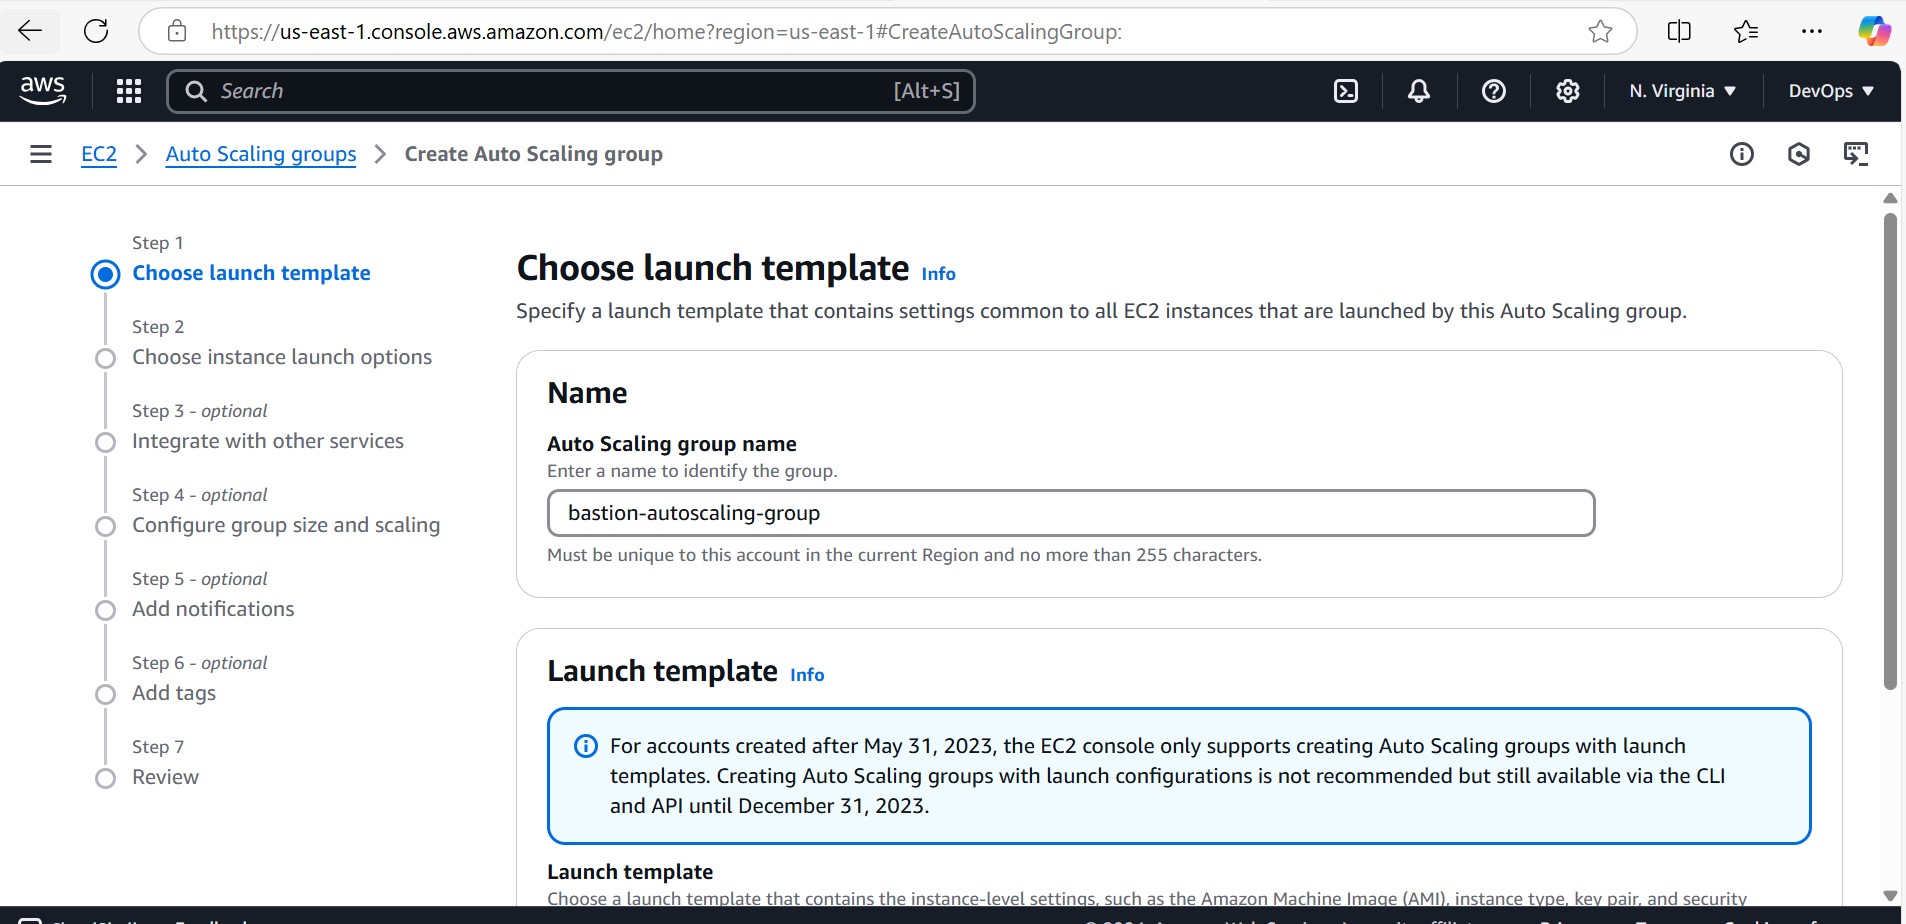 https://us-east-1.console.aws.amazon.com/ec2/home?region=us-east-1#CreateAutoScalingGroup:
aws
Search
[Alt+S]
N. Virginia
DevOps
EC2
Auto Scaling groups
Create Auto Scaling group
Step 1
Choose launch template
Step 2
Choose instance launch options
Step 3 - optional
Integrate with other services
Step 4 - optional
Configure group size and scaling
Step 5 - optional
Add notifications
Step 6 - optional
Add tags
Step 7
Review
Choose launch template Info
Specify a launch template that contains settings common to all EC2 instances that are launched by this Auto Scaling group.
Name
Auto Scaling group name
Enter a name to identify the group.
bastion-autoscaling-group
Must be unique to this account in the current Region and no more than 255 characters.
Launch template Info
For accounts created after May 31, 2023, the EC2 console only supports creating Auto Scaling groups with launch
templates. Creating Auto Scaling groups with launch configurations is not recommended but still available via the CLI
and API until December 31, 2023.
Launch template
Choose a launch template that contains the instance-level settings, such as the Amazon Machine Image (AMI), instance type, key pair, and security